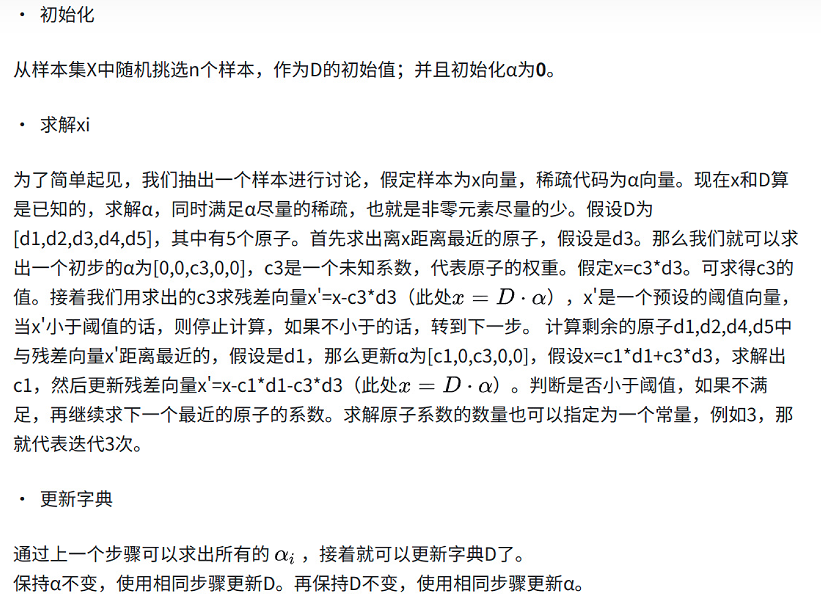 · 初始化
从样本集X中随机挑选n个样本，作为D的初始值；并且初始化α为0。
· 求解xi
为了简单起见，我们抽出一个样本进行讨论，假定样本为x向量，稀疏代码为α向量。现在x和D算
是已知的，求解α，同时满足α尽量的稀疏，也就是非零元素尽量的少。假设D为
[d1,d2,d3,d4,d5]，其中有5个原子。首先求出离x距离最近的原子，假设是d3。那么我们就可以求
出一个初步的α为[0,0,c3,0,0]，c3是一个未知系数，代表原子的权重。假定x=c3*d3。可求得c3的
值。接着我们用求出的c3求残差向量x'=x-c3*d3（此处x = D · α），x'是一个预设的阈值向量，
当x'小于阈值的话，则停止计算，如果不小于的话，转到下一步。 计算剩余的原子d1,d2,d4,d5中
与残差向量x'距离最近的，假设是d1，那么更新α为[c1,0,c3,0,0]，假设x=c1*d1+c3*d3，求解出
c1，然后更新残差向量x'=x-c1*d1-c3*d3（此处x = D · α）。判断是否小于阈值，如果不满
足，再继续求下一个最近的原子的系数。求解原子系数的数量也可以指定为一个常量，例如3，那
就代表迭代3次。
· 更新字典
通过上一个步骤可以求出所有的 αi ，接着就可以更新字典D了。
保持α不变，使用相同步骤更新D。再保持D不变，使用相同步骤更新α。